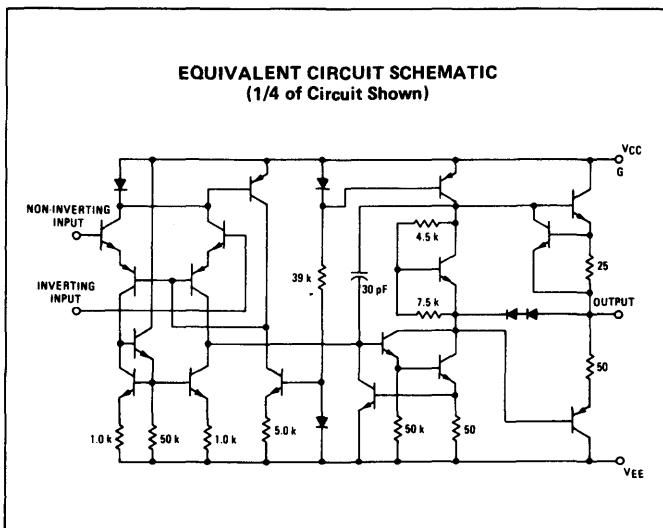 EQUIVALENT CIRCUIT SCHEMATIC
(1/4 of Circuit Shown)
VCC
G
NON-INVERTING
INPUT
4.5 k
25
39 k
30 pF
INVERTING
INPUT
7.5 k
OUTPUT
50
1.0 k
50 k
1.0 k
5.0 k
50 k
50
VEE